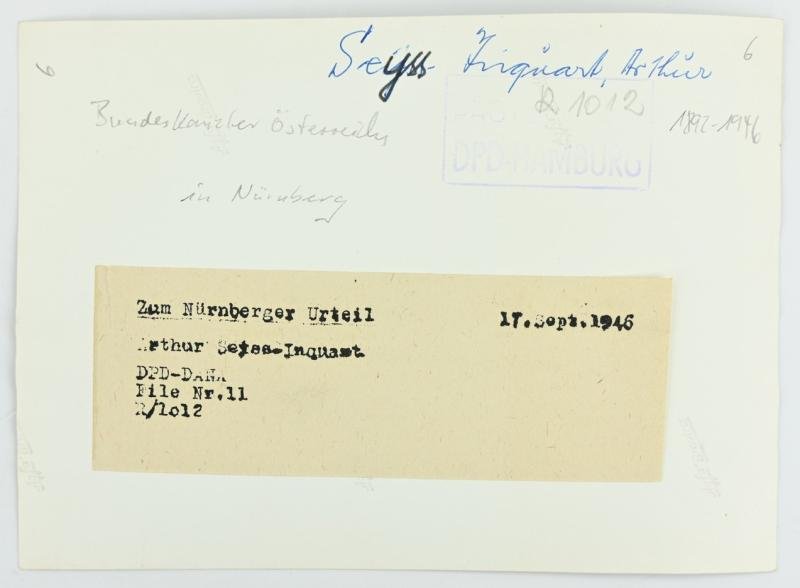 6
Seyss Inquart, Arthur
6
R 1012
1892-1946
Bundeskanzler Österreichs
DPD-HAMBURG
in Nürnberg
Zum Nürnberger Urteil
17.Sept.1946
Arthur Seyss-Inquart
DPD-DANA
File Nr.11
R/1o12